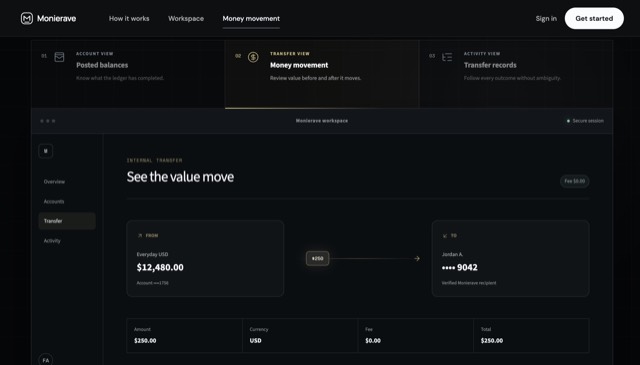 Monierave
How it works
Workspace
Money movement
Sign in
Get started
01
ACCOUNT VIEW
Posted balances
Know what the ledger has completed.
02
TRANSFER VIEW
Money movement
Review value before and after it moves.
03
ACTIVITY VIEW
Transfer records
Follow every outcome without ambiguity.
Monierave workspace
Secure session
Overview
Accounts
Transfer
Activity
FA
INTERNAL TRANSFER
See the value move
Fee $0.00
FROM
Everyday USD
$12,480.00
$250
TO
Jordan A.
•••• 9042
Verified Monierave recipient
Amount
$250.00
Currency
USD
Fee
$0.00
Total
$250.00